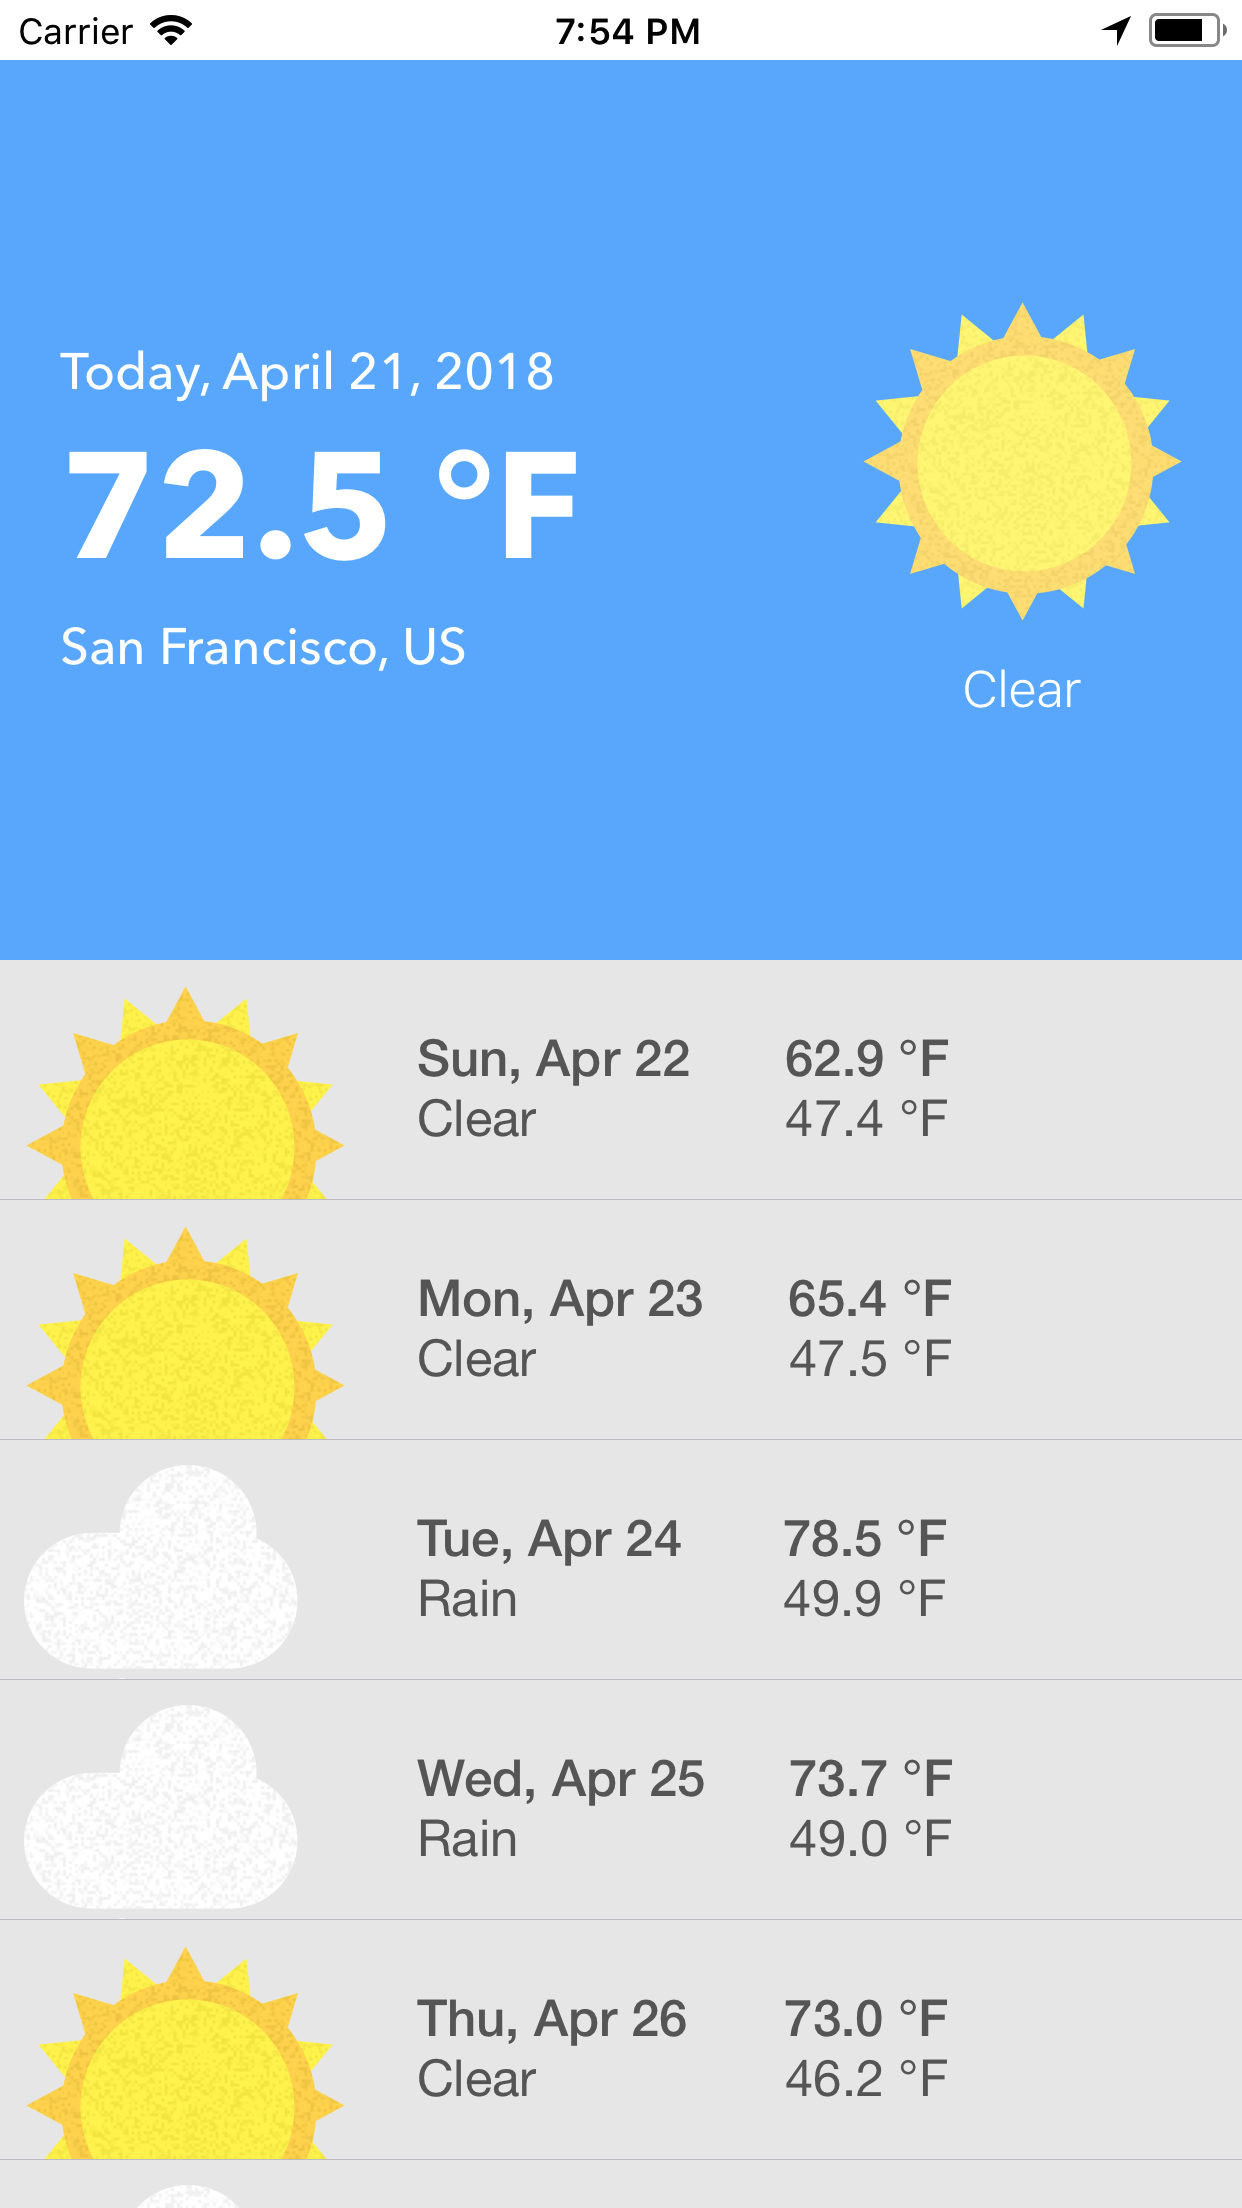 Carrier 7:54 PM
Today, April 21, 2018
72.5 °F
San Francisco, US
Clear
Sun, Apr 22 62.9 °F
Clear 47.4 °F
Mon, Apr 23 65.4 °F
Clear 47.5 °F
Tue, Apr 24 78.5 °F
Rain 49.9 °F
Wed, Apr 25 73.7 °F
Rain 49.0 °F
Thu, Apr 26 73.0 °F
Clear 46.2 °F